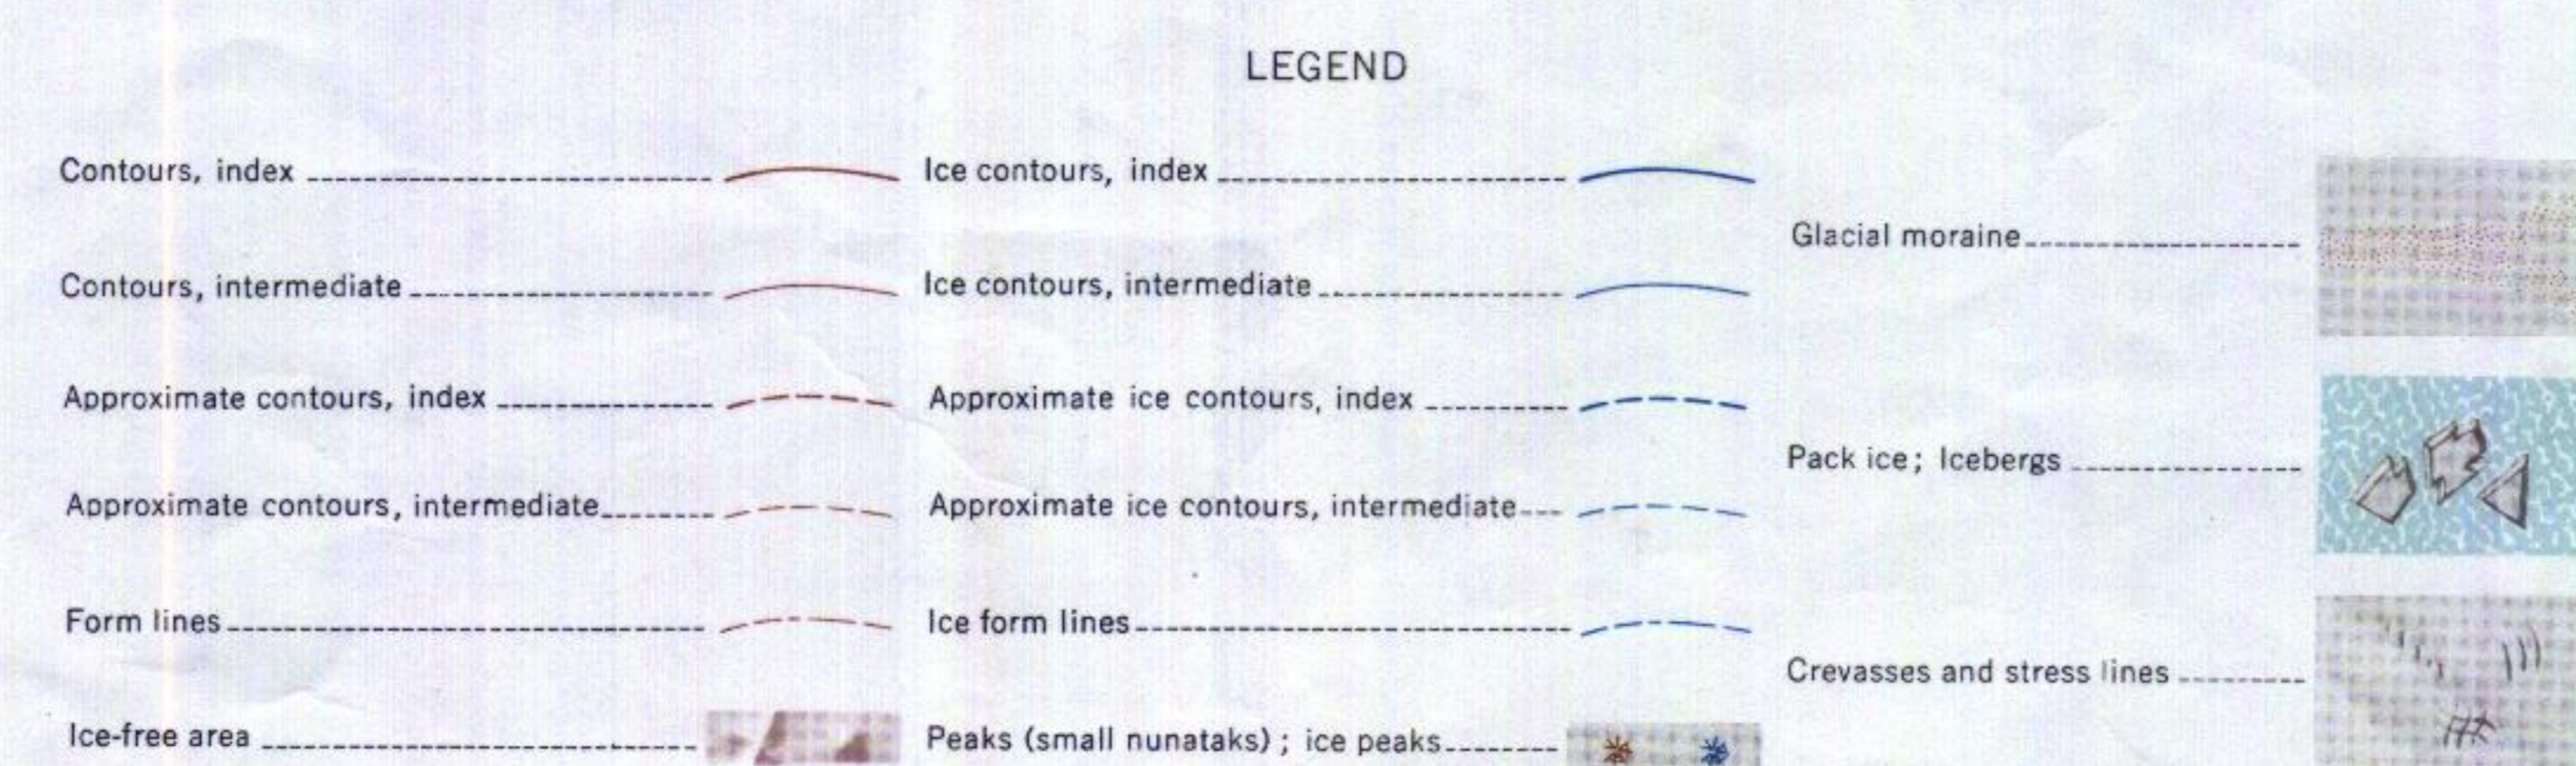 LEGEND
Contours, index
Contours, intermediate
Approximate contours, index
Approximate contours, intermediate
Form lines
Ice-free area
Ice contours, index
Ice contours, intermediate
Approximate ice contours, index
Approximate ice contours, intermediate
Ice form lines
Peaks (small nunataks); ice peaks
Glacial moraine
Pack ice; Icebergs
Crevasses and stress lines